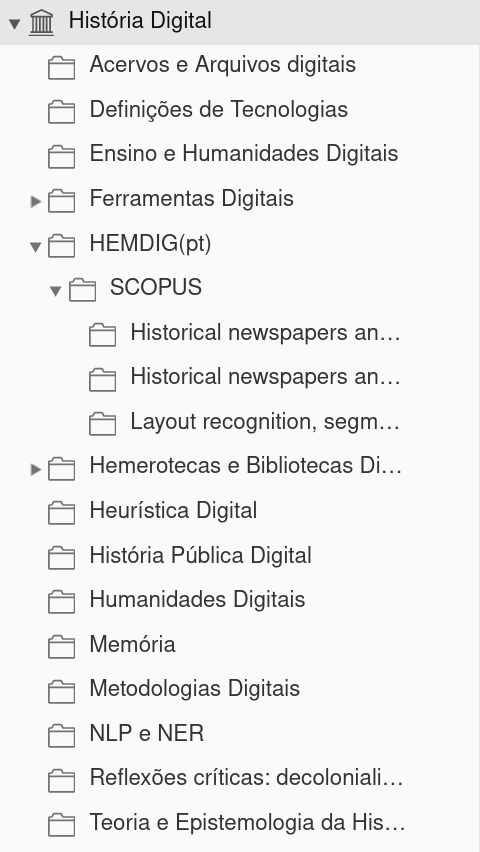 História Digital
Acervos e Arquivos digitais
Definições de Tecnologias
Ensino e Humanidades Digitais
Ferramentas Digitais
HEMDIG(pt)
SCOPUS
Historical newspapers an...
Historical newspapers an...
Layout recognition, segm...
Hemerotecas e Bibliotecas Di...
Heurística Digital
História Pública Digital
Humanidades Digitais
Memória
Metodologias Digitais
NLP e NER
Reflexões críticas: decoloniali...
Teoria e Epistemologia da His...